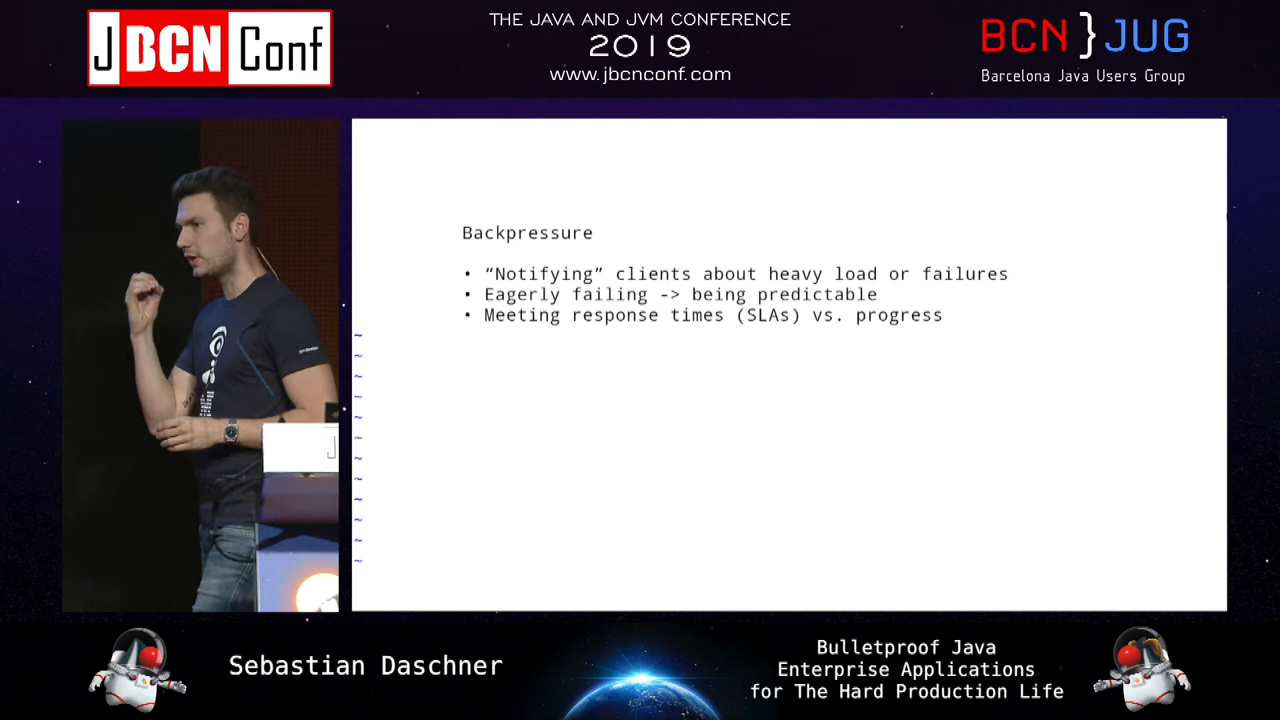 JBCNConf
THE JAVA AND JVM CONFERENCE
2019
www.jbcnconf.com
BCN}JUG
Barcelona Java Users Group
Backpressure
• “Notifying” clients about heavy load or failures
• Eagerly failing -> being predictable
• Meeting response times (SLAs) vs. progress
~
~
~
~
~
~
~
~
~
~
~
~
J
Sebastian Daschner
Bulletproof Java
Enterprise Applications
for The Hard Production Life